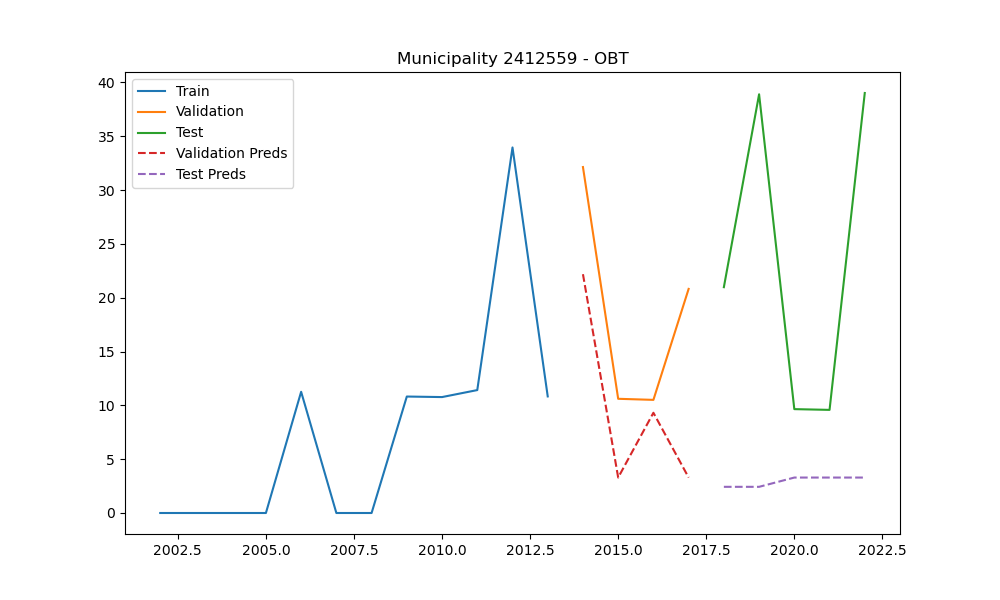 Municipality 2412559 - OBT
Train
Validation
Test
Validation Preds
Test Preds
40
35
30
25
20
15
10
5
0
2002.5 2005.0 2007.5 2010.0 2012.5 2015.0 2017.5 2020.0 2022.5